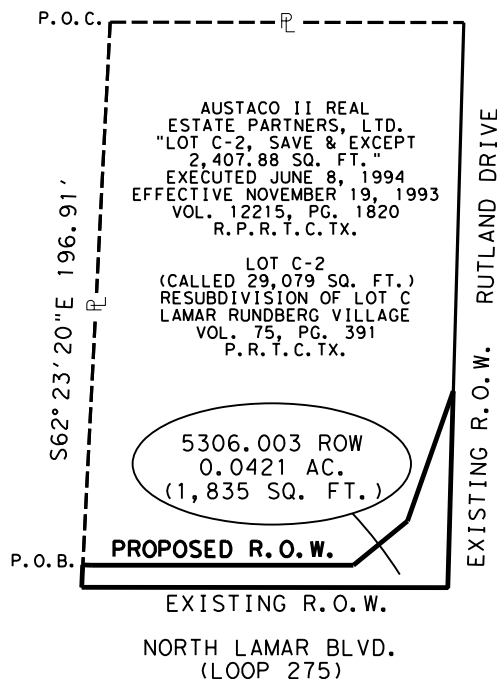 P.O.C.
PL
AUSTACO II REAL
ESTATE PARTNERS, LTD.
"LOT C-2, SAVE & EXCEPT
2,407.88 SQ. FT."
EXECUTED JUNE 8, 1994
EFFECTIVE NOVEMBER 19, 1993
VOL. 12215, PG. 1820
R.P.R.T.C.TX.
LOT C-2
(CALLED 29,079 SQ. FT.)
RESUBDIVISION OF LOT C
LAMAR RUNDBERG VILLAGE
VOL. 75, PG. 391
P.R.T.C.TX.
S62°23'20"E 196.91'
PL
EXISTING R.O.W. RUTLAND DRIVE
5306.003 ROW
0.0421 AC.
(1,835 SQ. FT.)
P.O.B.
PROPOSED R.O.W.
EXISTING R.O.W.
NORTH LAMAR BLVD.
(LOOP 275)